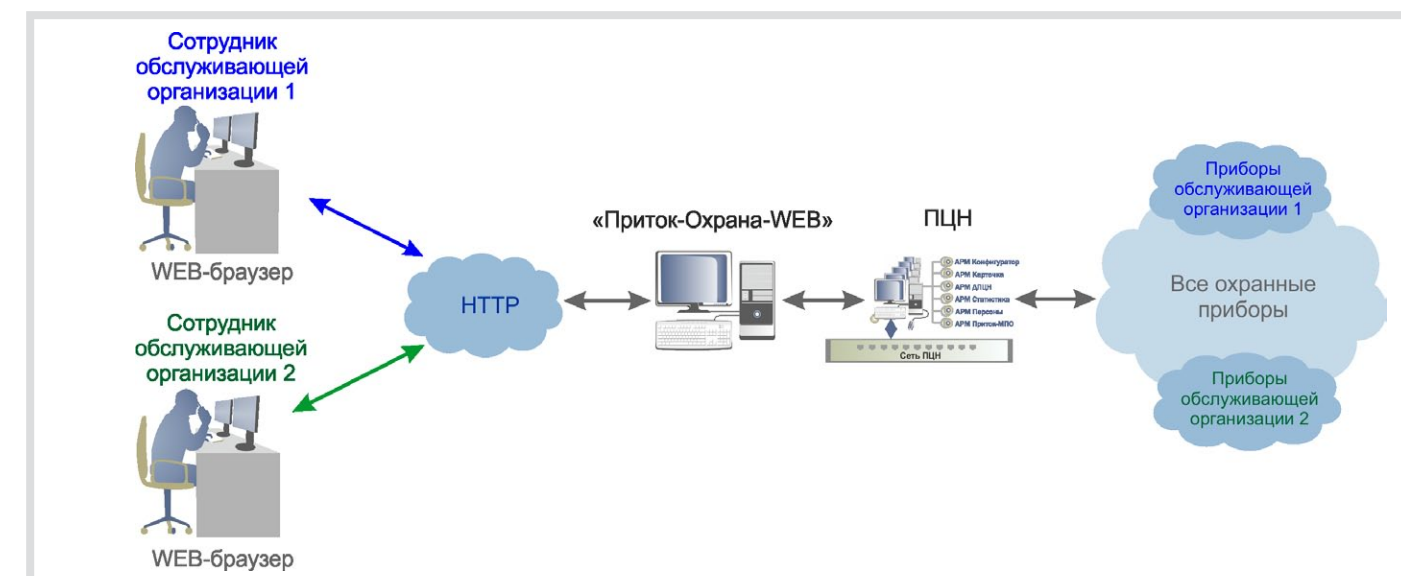 Сотрудник
обслуживающей
организации 1
WEB-браузер
Сотрудник
обслуживающей
организации 2
WEB-браузер
HTTP
«Приток-Охрана-WEB»
ПЦН
АРМ Конфигуратор
АРМ Карточка
АРМ ДПЦН
АРМ Статистика
АРМ Персоны
АРМ Приток-МПО
Сеть ПЦН
Приборы
обслуживающей
организации 1
Все охранные
приборы
Приборы
обслуживающей
организации 2